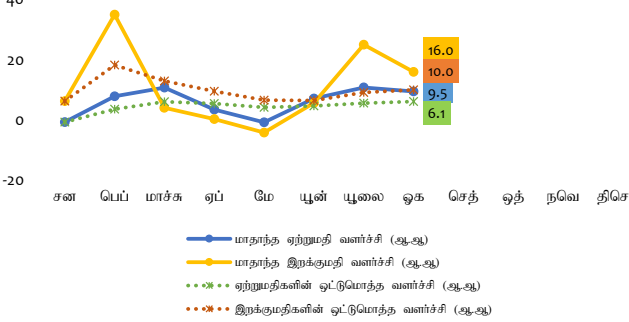 40
20
0
-20
16.0
10.0
9.5
6.1
சன பெப் மார்ச்சு ஏப் மே யூன் யூலை ஓக செத் ஒத் நவெ திசெ
மாதாந்த ஏற்றுமதி வளர்ச்சி (ஆ.ஆ)
மாதாந்த இறக்குமதி வளர்ச்சி (ஆ.ஆ)
ஏற்றுமதிகளின் ஒட்டுமொத்த வளர்ச்சி (ஆ.ஆ)
இறக்குமதிகளின் ஒட்டுமொத்த வளர்ச்சி (ஆ.ஆ)